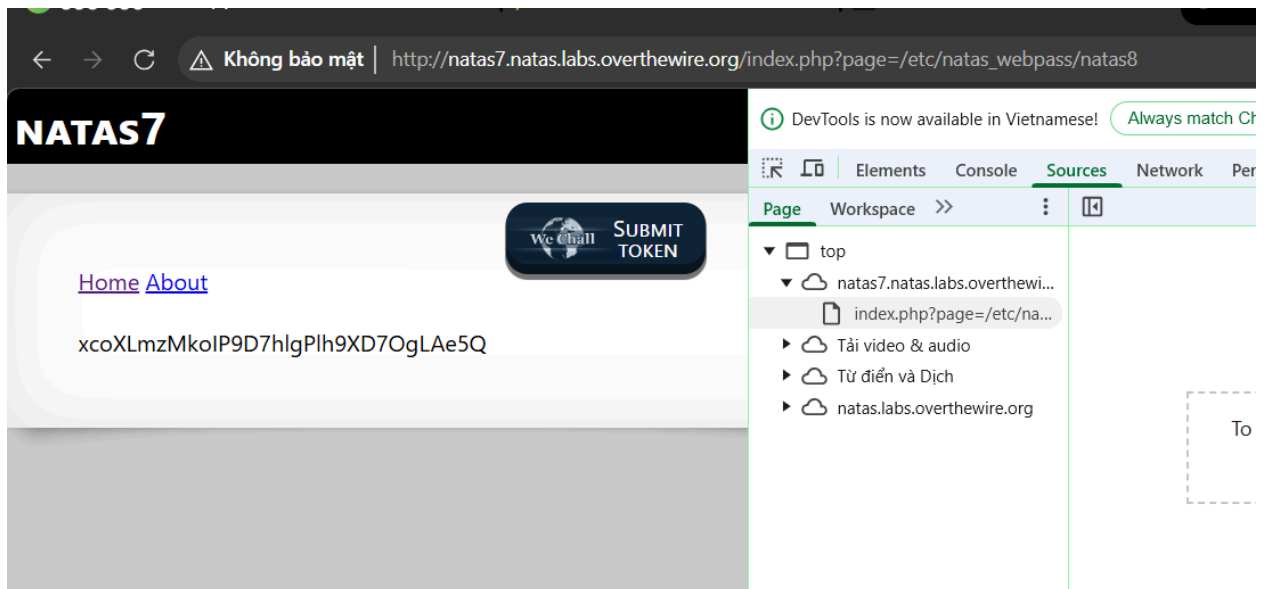 Không bảo mật
http://natas7.natas.labs.overthewire.org/index.php?page=/etc/natas_webpass/natas8
NATAS7
We Chall
SUBMIT
TOKEN
Home About
xcoXLmzMkoIP9D7hlgPlh9XD7OgLAe5Q
DevTools is now available in Vietnamese!
Always match Ch
Elements Console Sources Network Per
Page Workspace
top
natas7.natas.labs.overthewi...
index.php?page=/etc/na...
Tải video & audio
Từ điển và Dịch
natas.labs.overthewire.org
To